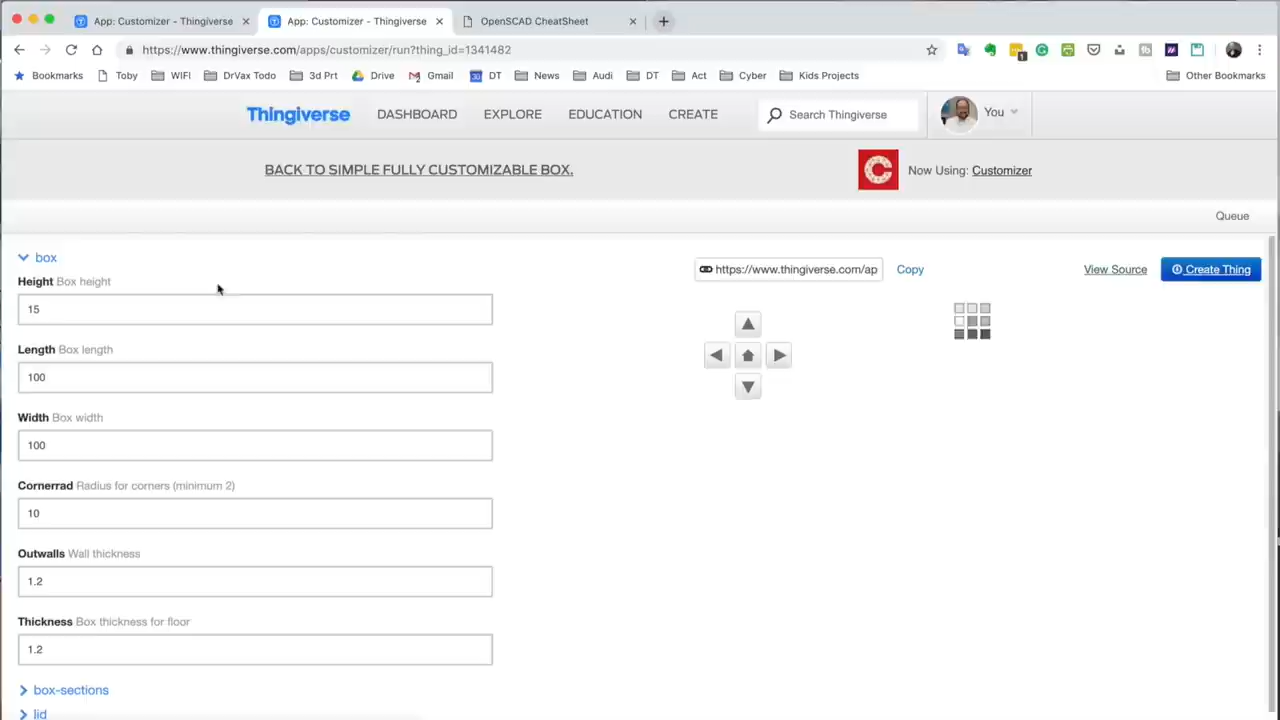 App: Customizer - Thingiverse
App: Customizer - Thingiverse
OpenSCAD CheatSheet
https://www.thingiverse.com/apps/customizer/run?thing_id=1341482
Bookmarks Toby WIFI DrVax Todo 3d Prt Drive Gmail DT News Audi DT Act Cyber Kids Projects Other Bookmarks
Thingiverse DASHBOARD EXPLORE EDUCATION CREATE Search Thingiverse You
BACK TO SIMPLE FULLY CUSTOMIZABLE BOX. Now Using: Customizer
Queue
box
Height Box height
15
Length Box length
100
Width Box width
100
Cornerrad Radius for corners (minimum 2)
10
Outwalls Wall thickness
1.2
Thickness Box thickness for floor
1.2
box-sections
lid
https://www.thingiverse.com/ap Copy View Source Create Thing